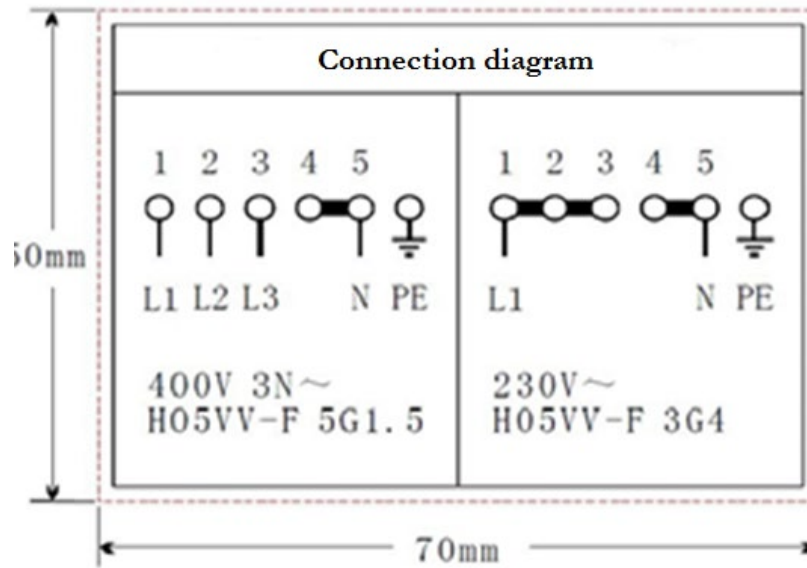 Connection diagram
1 2 3 4 5
L1 L2 L3 N PE
400V 3N~
H05VV-F 5G1.5
1 2 3 4 5
L1 N PE
230V~
H05VV-F 3G4
50mm
70mm